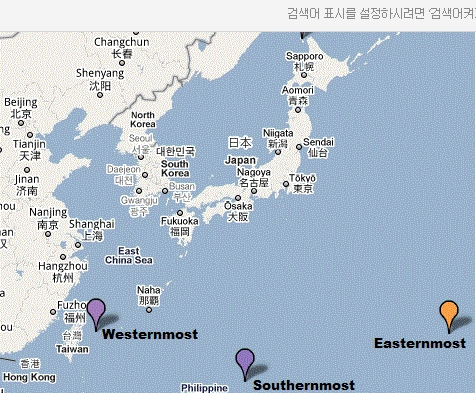 검색어 표시를 설정하시려면 '검색어켜
Sapporo
札幌
Changchun
长春
Shenyang
沈阳
Aomori
青森
Beijing
北京
North
Korea
Tianjin
天津
Seoul
서울
대한민국
South
Korea
日本
Japan
Niigata
新潟
Sendai
仙台
Jinan
济南
Daejeon
대전
Nagoya
名古屋
Tōkyō
東京
Busan
부산
Gwangju
광주
Ōsaka
大阪
Fukuoka
福岡
Nanjing
南京
Shanghai
上海
East
China Sea
Hangzhou
杭州
Naha
那覇
Fuzho
福州
ou
台灣
Taiwan
Westernmost
Easternmost
香港
Hong Kong
Southernmost
Philippine